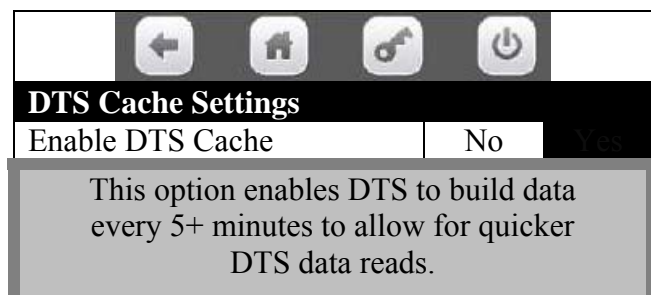 DTS Cache Settings
Enable DTS Cache No Yes
This option enables DTS to build data
every 5+ minutes to allow for quicker
DTS data reads.